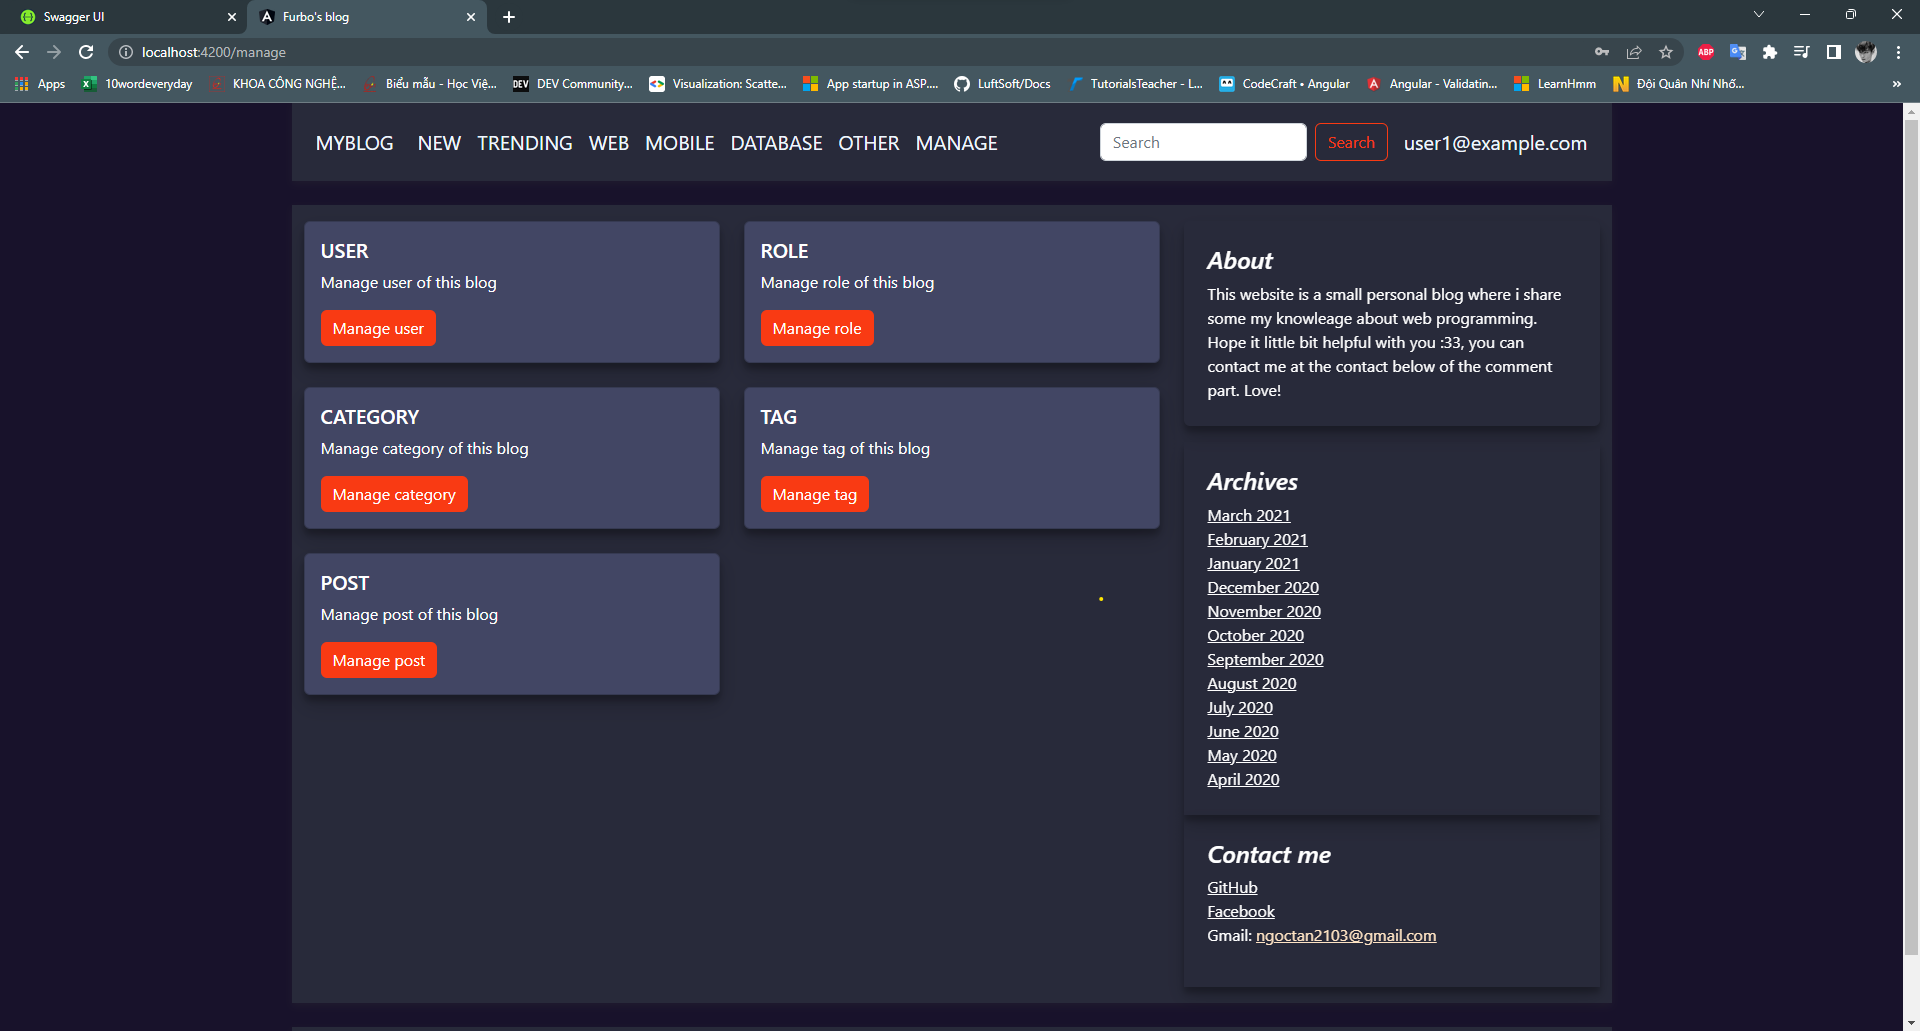 Swagger UI
Furbo's blog
localhost:4200/manage
ABP
Apps
10wordeveryday
KHOA CÔNG NGHỆ...
Biểu mẫu - Học Việ...
DEV
DEV Community...
Visualization: Scatte...
App startup in ASP....
LuftSoft/Docs
TutorialsTeacher - L...
CodeCraft • Angular
Angular - Validatin...
LearnHmm
Đội Quân Nhí Nhố...
»
MYBLOG NEW TRENDING WEB MOBILE DATABASE OTHER MANAGE
Search
Search
user1@example.com
USER
Manage user of this blog
Manage user
ROLE
Manage role of this blog
Manage role
CATEGORY
Manage category of this blog
Manage category
TAG
Manage tag of this blog
Manage tag
POST
Manage post of this blog
Manage post
About
This website is a small personal blog where i share
some my knowleage about web programming.
Hope it little bit helpful with you :33, you can
contact me at the contact below of the comment
part. Love!
Archives
March 2021
February 2021
January 2021
December 2020
November 2020
October 2020
September 2020
August 2020
July 2020
June 2020
May 2020
April 2020
Contact me
GitHub
Facebook
Gmail: ngoctan2103@gmail.com